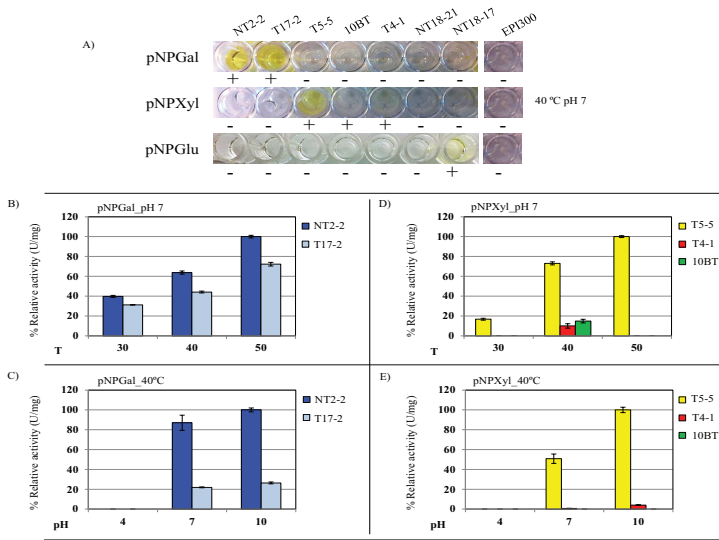 A)
NT2-2 T17-2 T5-5 10BT T4-1 NT18-21 NT18-17 EPI300
pNPGal
+ + - - - - - -
pNPXyl
40 ºC pH 7
- - + + + - - -
pNPGlu
- - - - - - + -
B)
pNPGal_pH 7
% Relative activity (U/mg)
120
100
80
60
40
20
0
30 40 50
T
NT2-2
T17-2
D)
pNPXyl_pH 7
% Relative activity (U/mg)
120
100
80
60
40
20
0
30 40 50
T
T5-5
T4-1
10BT
C)
pNPGal_40ºC
% Relative activity (U/mg)
120
100
80
60
40
20
0
4 7 10
pH
NT2-2
T17-2
E)
pNPXyl_40ºC
% Relative activity (U/mg)
120
100
80
60
40
20
0
4 7 10
pH
T5-5
T4-1
10BT